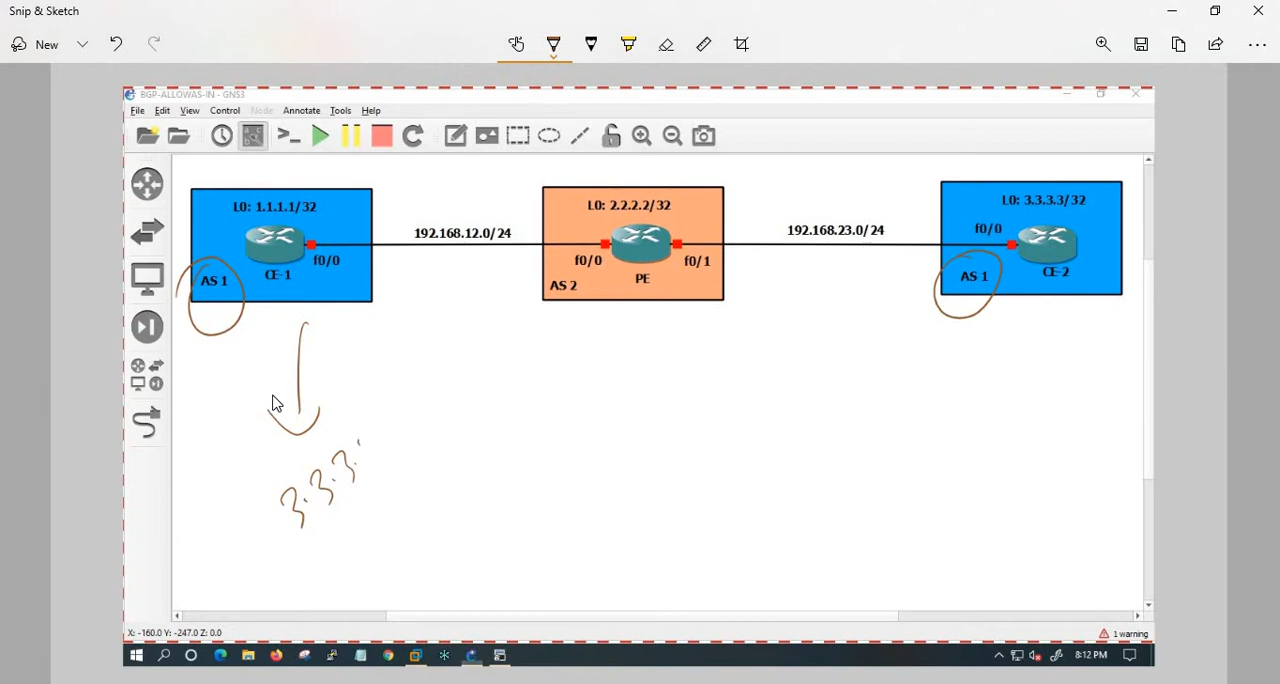 Snip & Sketch
New
BGP-ALLOWAS-IN - GNS3
File Edit View Control Node Annotate Tools Help
L0: 1.1.1.1/32
L0: 2.2.2.2/32
L0: 3.3.3.3/32
192.168.12.0/24
192.168.23.0/24
f0/0
f0/0
f0/0
f0/1
AS 1
CE-1
AS 2
PE
AS 1
CE-2
3.3.3.
X: -160.0 Y: -247.0 Z: 0.0
1 warning
8:12 PM